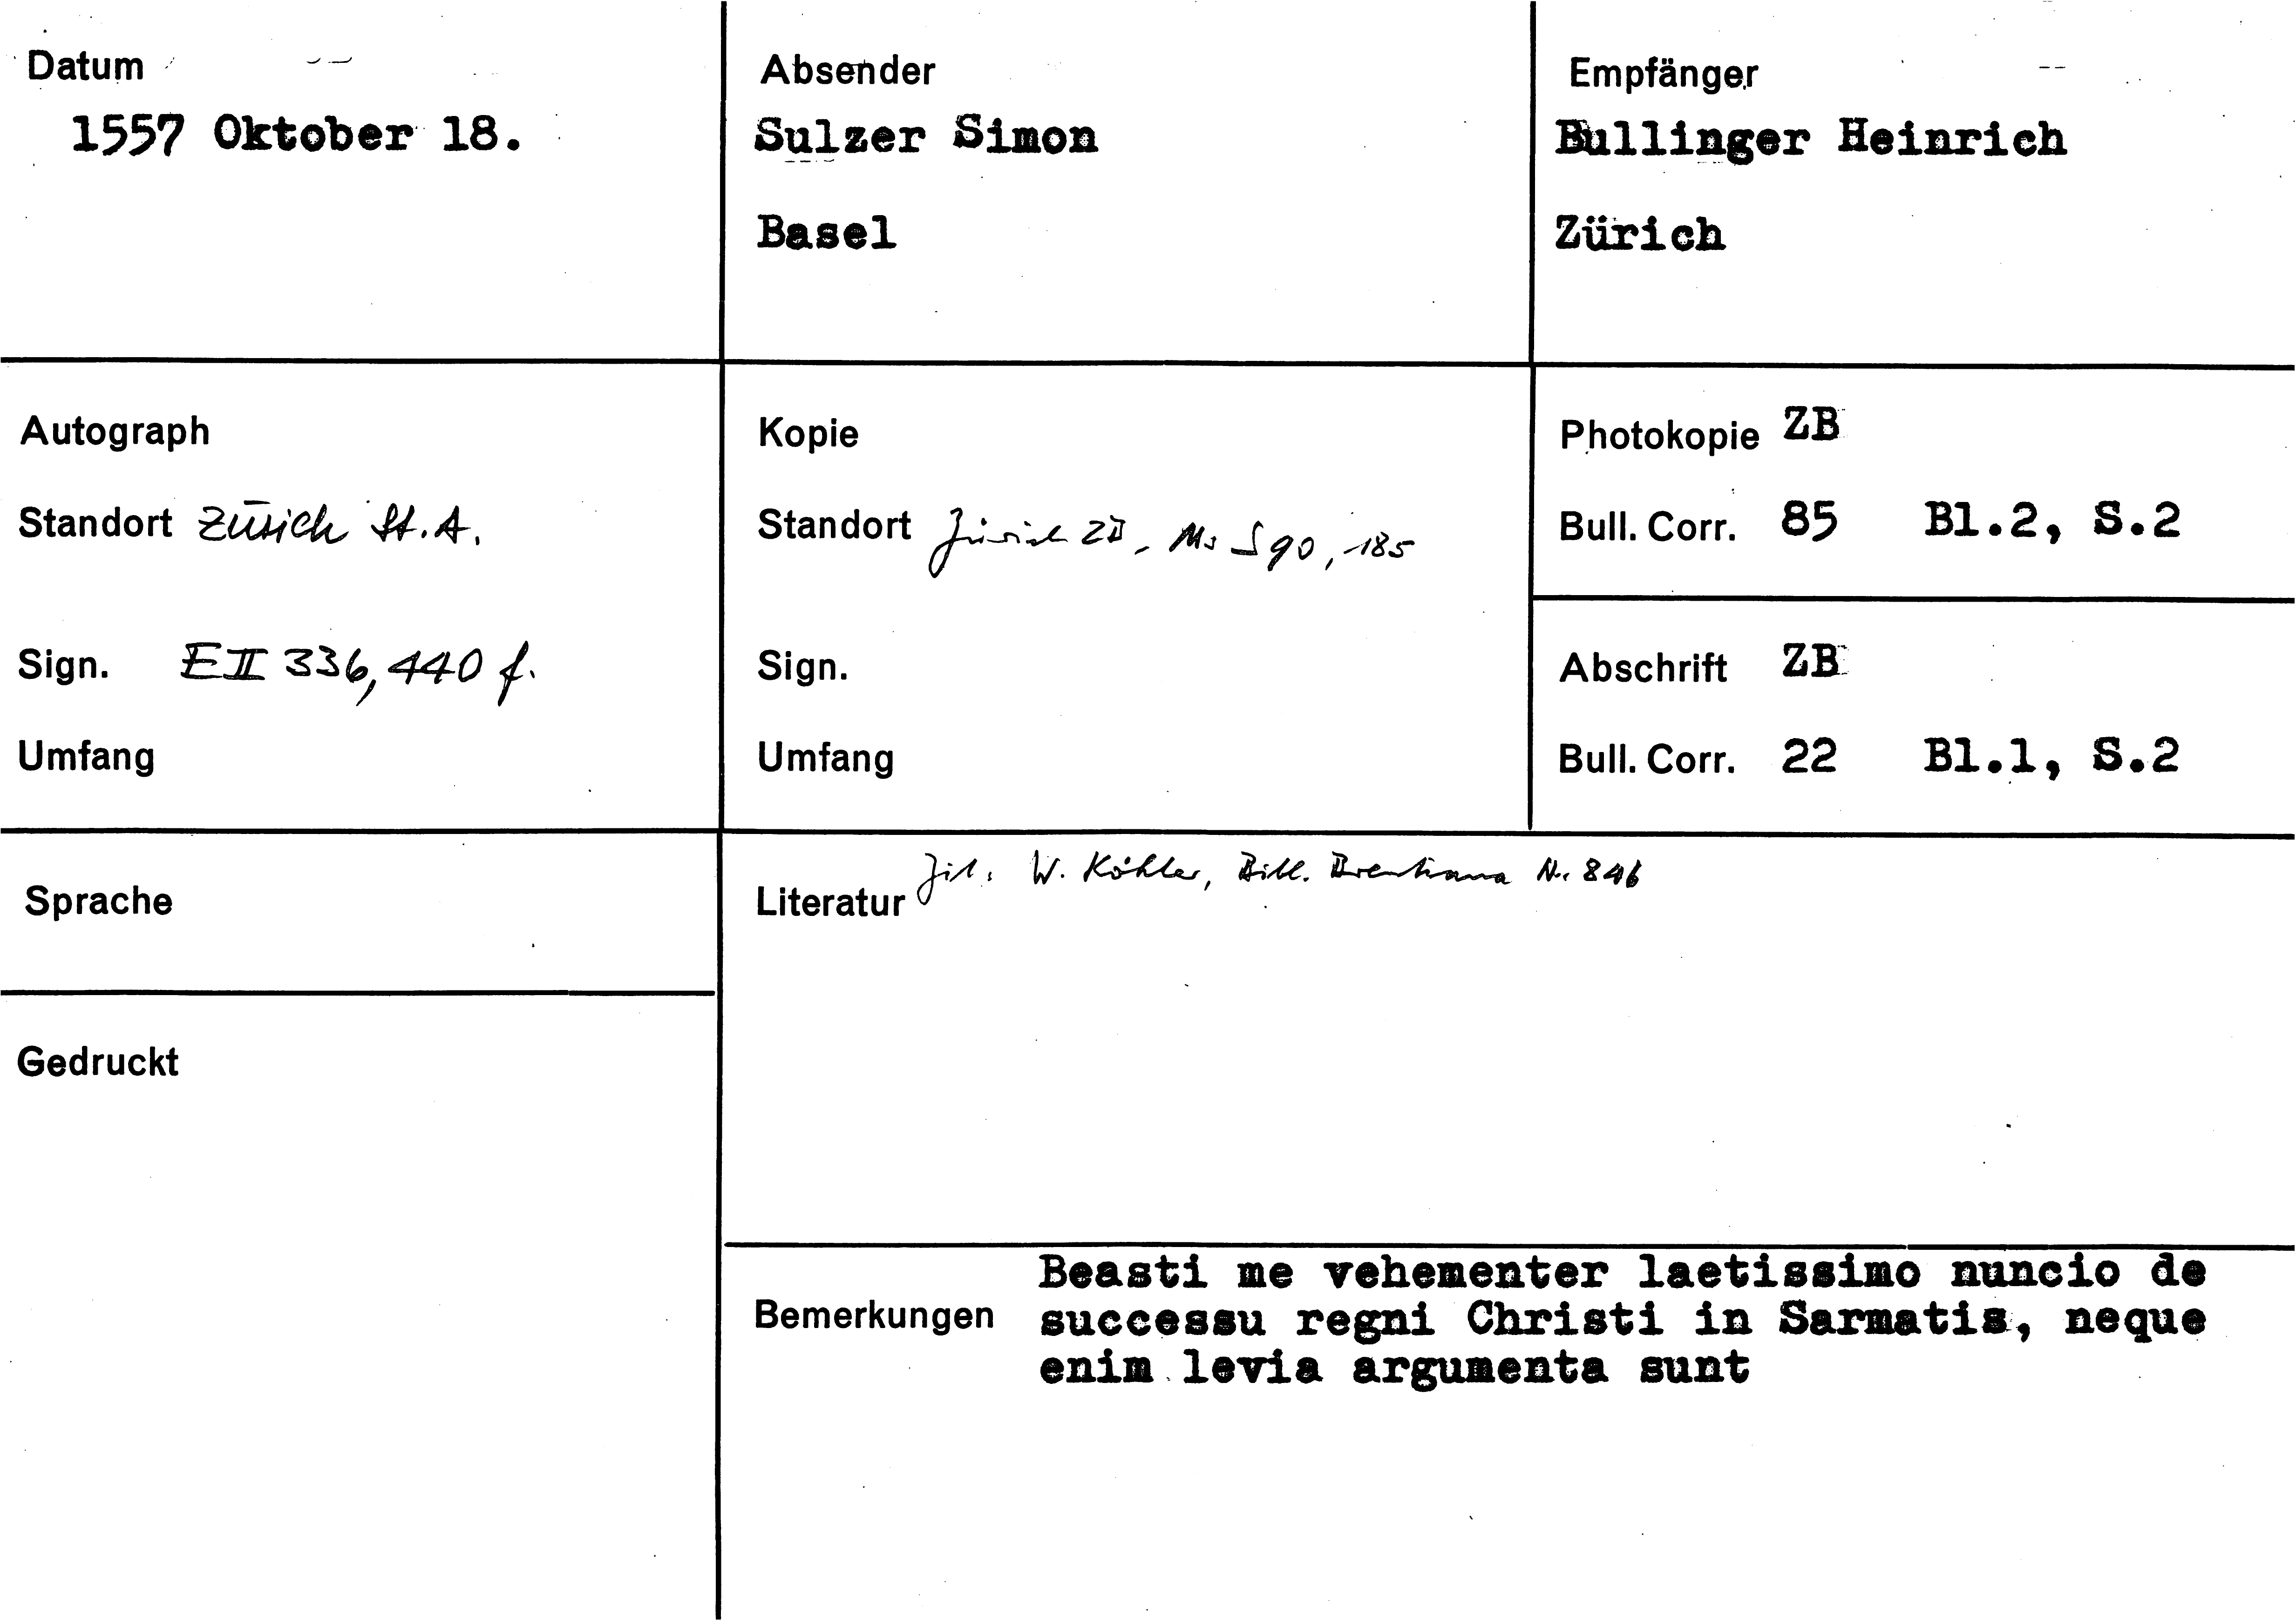 Datum
1557 Oktober 18.
Absender
Sulzer Simon
Basel
Empfänger
Bullinger Heinrich
Zürich
Autograph
Standort Zürich St.A.
Sign. E II 336, 440 f.
Umfang
Kopie
Standort Zürich ZB, Ms S 90, 185
Sign.
Umfang
Photokopie ZB
Bull. Corr. 85 Bl.2, S.2
Abschrift ZB
Bull. Corr. 22 Bl.1, S.2
Sprache
Gedruckt
Literatur Zit. W. Köhler, Bibl. Brentiana Nr. 846
Bemerkungen
Beasti me vehementer laetissimo nuncio de
successu regni Christi in Sarmatis, neque
enim levia argumenta sunt